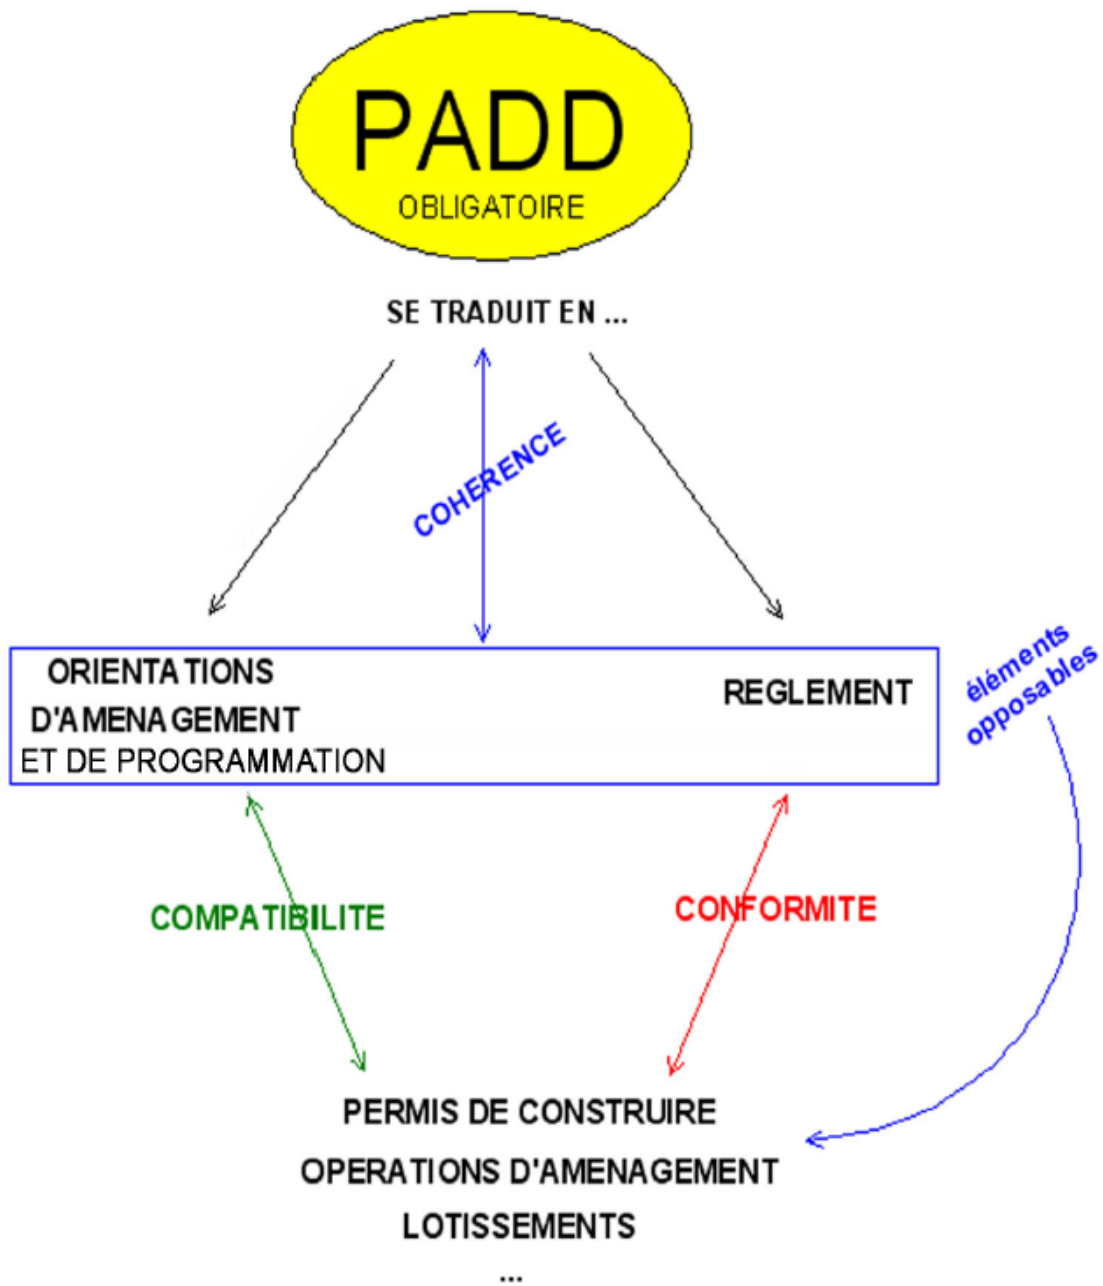 PADD
OBLIGATOIRE
SE TRADUIT EN ...
COHERENCE
ORIENTATIONS
D'AMENAGEMENT
ET DE PROGRAMMATION
REGLEMENT
éléments
opposables
COMPATIBILITE
CONFORMITE
PERMIS DE CONSTRUIRE
OPERATIONS D'AMENAGEMENT
LOTISSEMENTS
...